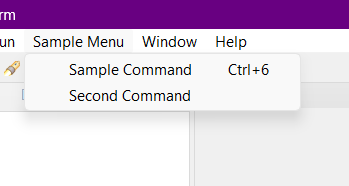 rm
un Sample Menu Window Help
Sample Command Ctrl+6
Second Command